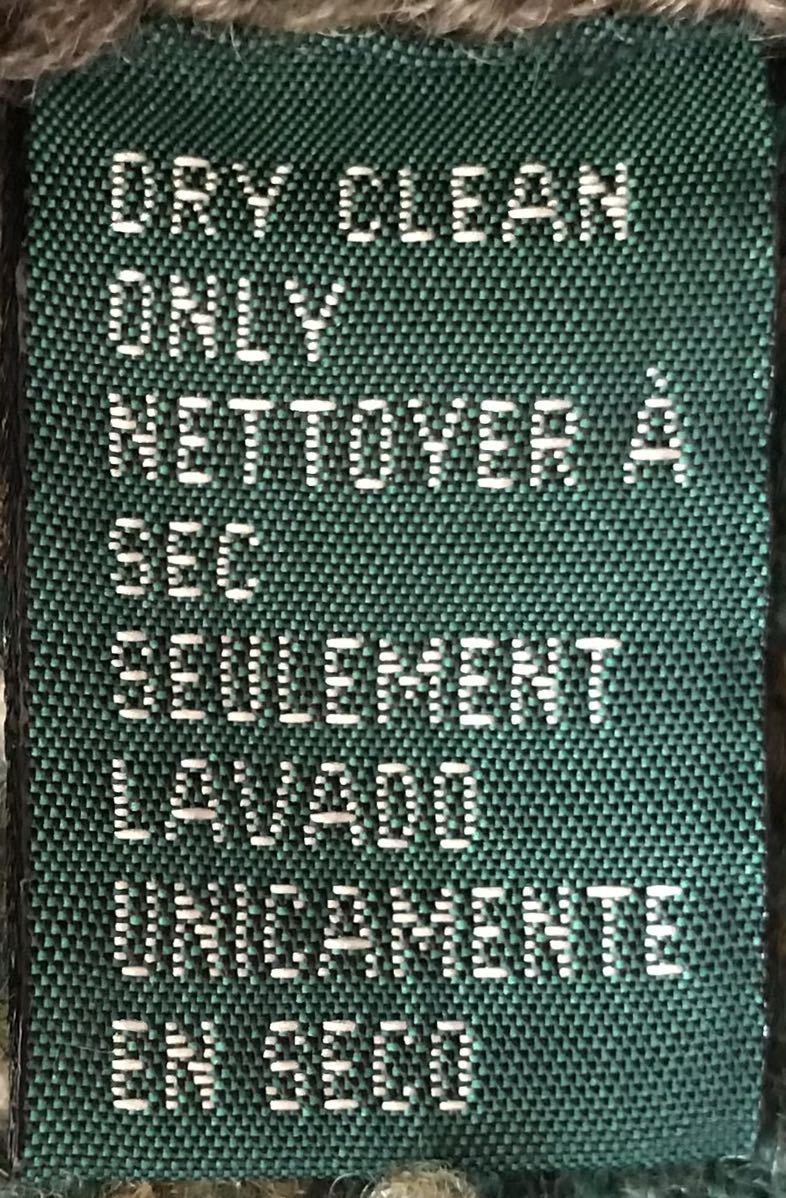 DRY CLEAN
ONLY
NETTOYER À
SEC
SEULEMENT
LAVADO
UNICAMENTE
EN SECO